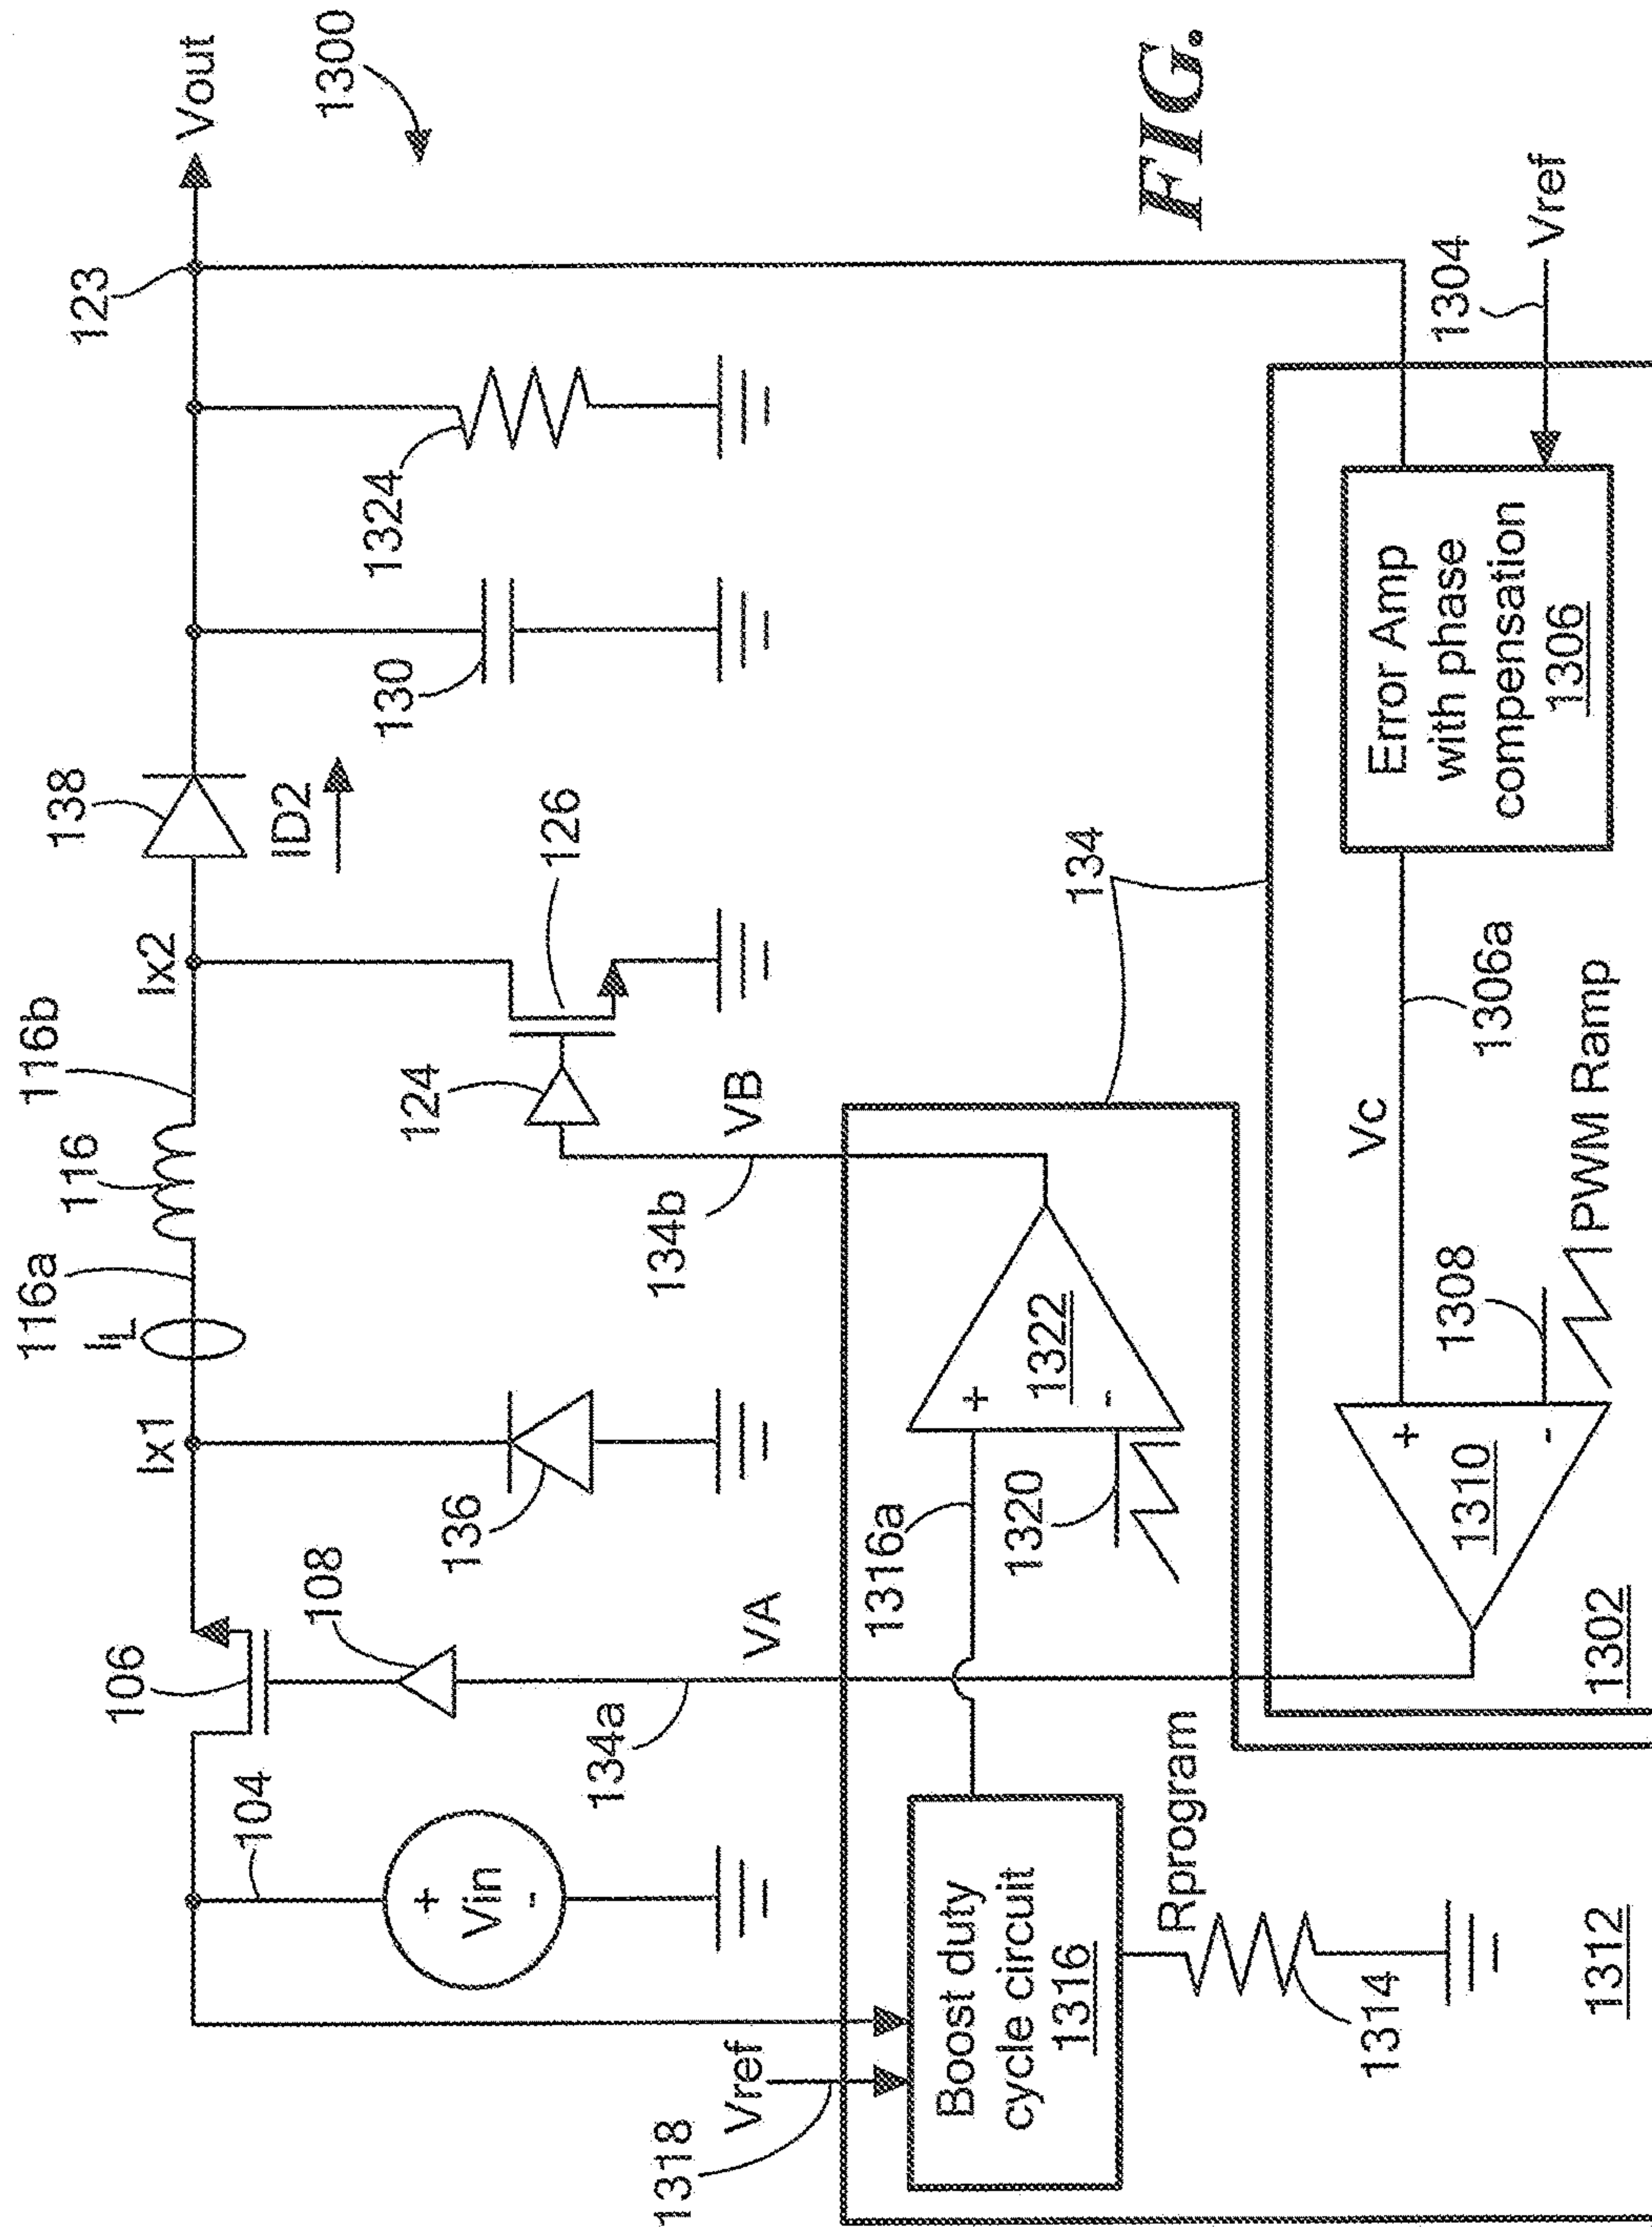 1300
Vout
123
138
ID2
Ix2
116b
116
116a
IL
Ix1
106
104
1324
130
126
124
136
108
+
Vin
-
VB
134b
134
VA
134a
Vref
1318
Boost duty
cycle circuit
1316
1316a
+
1322
-
1320
Rprogram
1314
1312
FIG.
1304
Vref
Error Amp
with phase
compensation
1306
Vc
1306a
1308
PWM Ramp
+
1310
-
1302